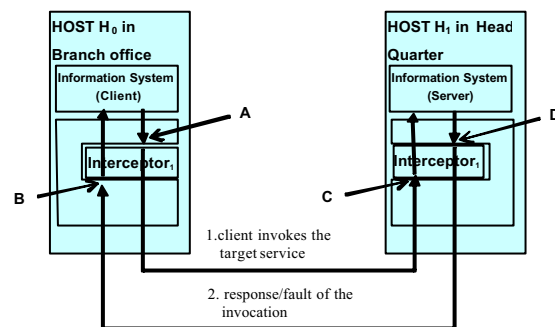 HOST H0 in
Branch office
Information System
(Client)
A
Interceptor1
B
HOST H1 in Head
Quarter
Information System
(Server)
D
Interceptor1
C
1.client invokes the
target service
2. response/fault of the
invocation